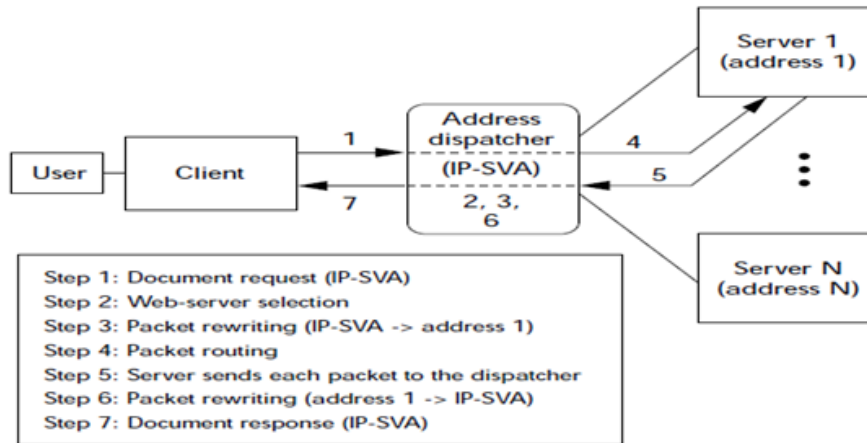 Server 1
(address 1)
Address
dispatcher
1
4
User
Client
(IP-SVA)
5
7
2, 3,
6
Server N
(address N)
Step 1: Document request (IP-SVA)
Step 2: Web-server selection
Step 3: Packet rewriting (IP-SVA -> address 1)
Step 4: Packet routing
Step 5: Server sends each packet to the dispatcher
Step 6: Packet rewriting (address 1 -> IP-SVA)
Step 7: Document response (IP-SVA)